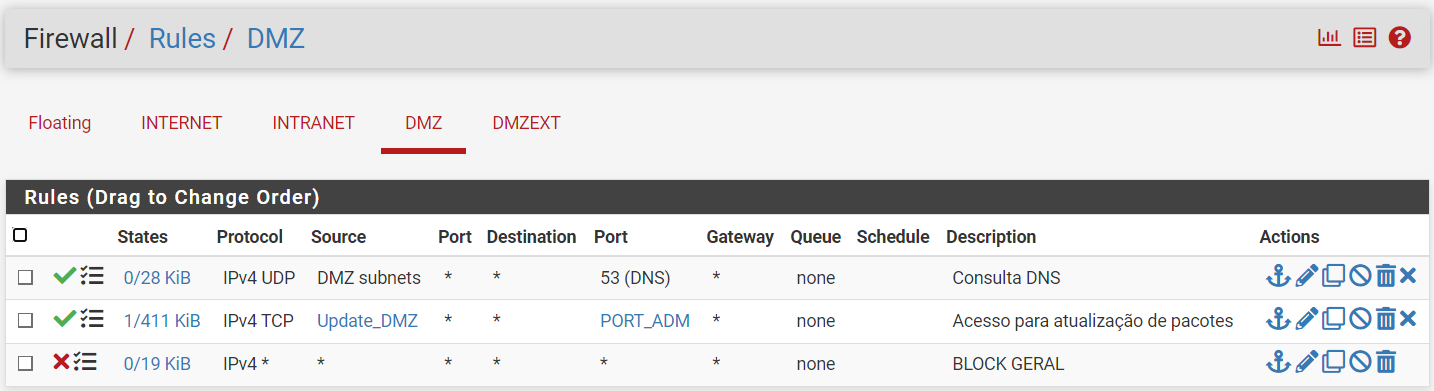 Firewall / Rules / DMZ
Floating INTERNET INTRANET DMZ DMZEXT
Rules (Drag to Change Order)
States Protocol Source Port Destination Port Gateway Queue Schedule Description Actions
0/28 KiB IPv4 UDP DMZ subnets * * 53 (DNS) * none Consulta DNS
1/411 KiB IPv4 TCP Update_DMZ * * PORT_ADM * none Acesso para atualização de pacotes
0/19 KiB IPv4 * * * * * * none BLOCK GERAL